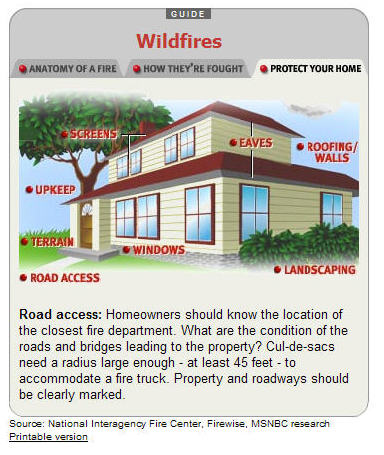 GUIDE
Wildfires
ANATOMY OF A FIRE HOW THEY'RE FOUGHT PROTECT YOUR HOME
SCREENS
EAVES
ROOFING/
WALLS
UPKEEP
TERRAIN
WINDOWS
LANDSCAPING
ROAD ACCESS
Road access: Homeowners should know the location of
the closest fire department. What are the condition of the
roads and bridges leading to the property? Cul-de-sacs
need a radius large enough - at least 45 feet - to
accommodate a fire truck. Property and roadways should
be clearly marked.
Source: National Interagency Fire Center, Firewise, MSNBC research
Printable version